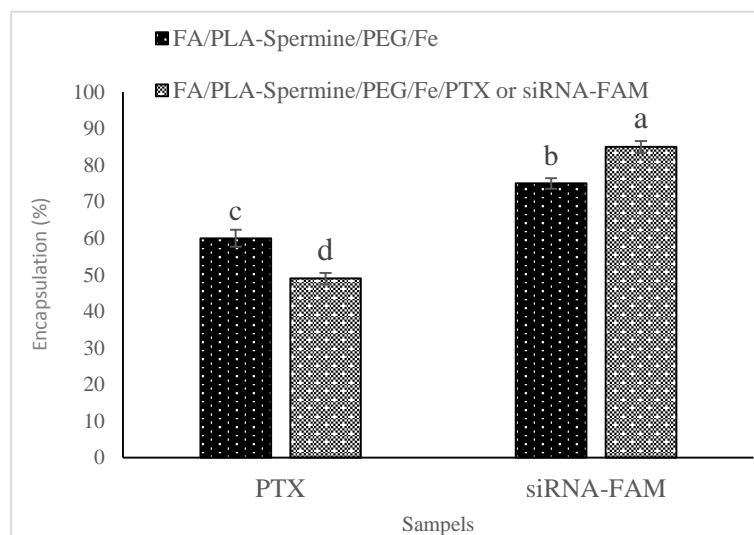 FA/PLA-Spermine/PEG/Fe
FA/PLA-Spermine/PEG/Fe/PTX or siRNA-FAM
Encapsulation (%)
100
90
80
70
60
50
40
30
20
10
0
c
d
b
a
PTX
siRNA-FAM
Sampels